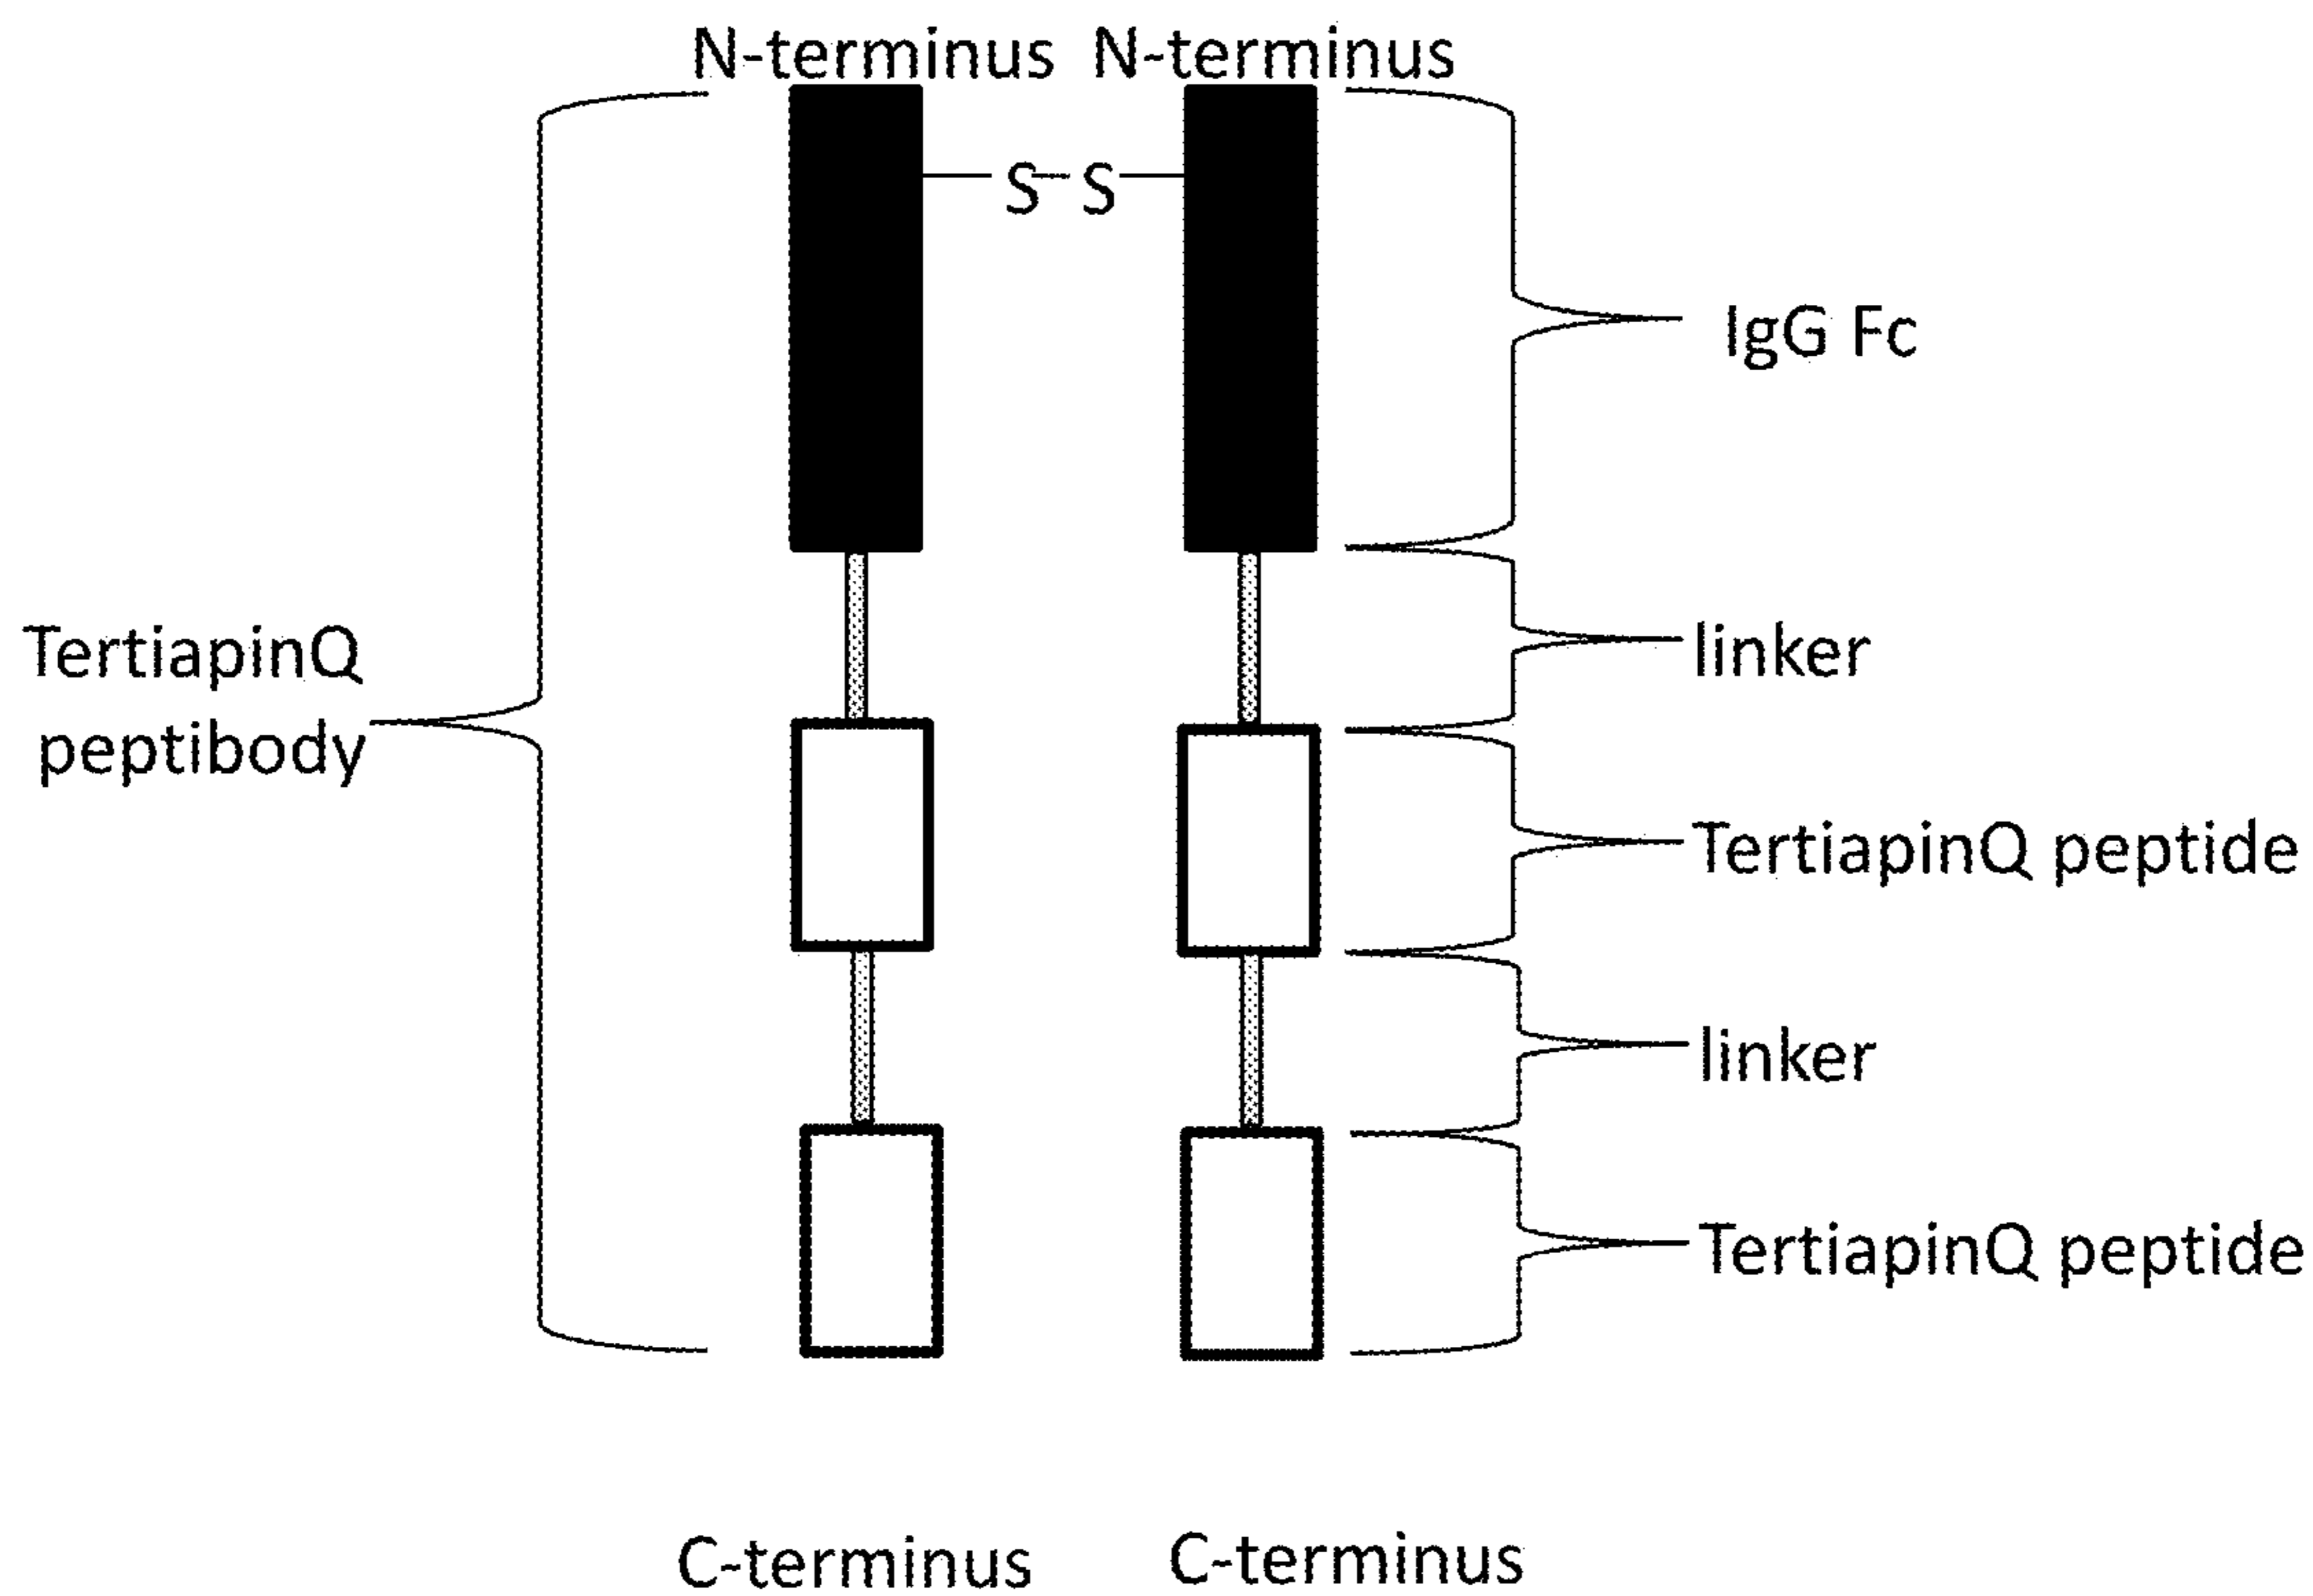 N-terminus N-terminus
S S
IgG Fc
linker
TertiapinQ
peptibody
TertiapinQ peptide
linker
TertiapinQ peptide
C-terminus C-terminus